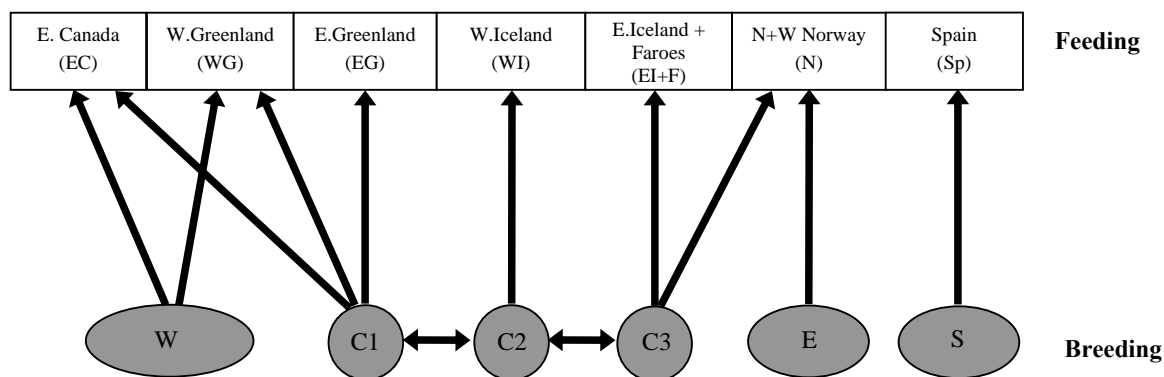 E. Canada
(EC)
W.Greenland
(WG)
E.Greenland
(EG)
W.Iceland
(WI)
E.Iceland +
Faroes
(EI+F)
N+W Norway
(N)
Spain
(Sp)
Feeding
W
C1
C2
C3
E
S
Breeding